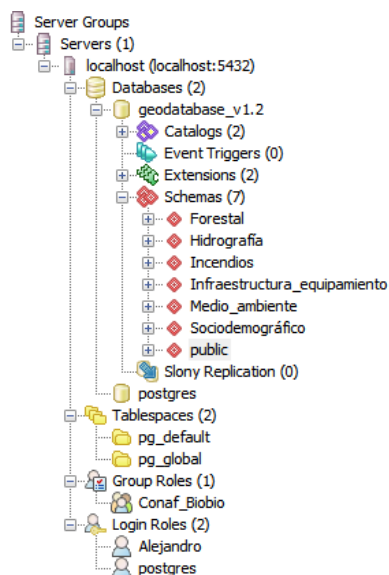 Server Groups
Servers (1)
localhost (localhost:5432)
Databases (2)
geodatabase_v1.2
Catalogs (2)
Event Triggers (0)
Extensions (2)
Schemas (7)
Forestal
Hidrografía
Incendios
Infraestructura_equipamiento
Medio_ambiente
Sociodemográfico
public
Slony Replication (0)
postgres
Tablespaces (2)
pg_default
pg_global
Group Roles (1)
Conaf_Biobio
Login Roles (2)
Alejandro
postgres